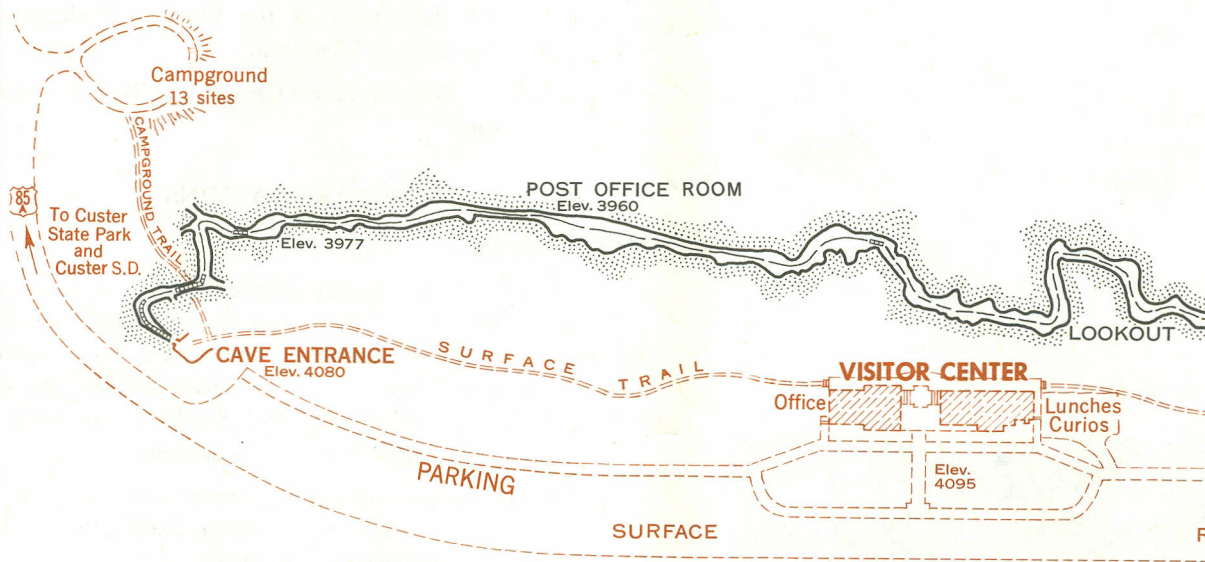 Campground
13 sites
CAMPGROUND TRAIL
85
To Custer
State Park
and
Custer S.D.
POST OFFICE ROOM
Elev. 3960
Elev. 3977
LOOKOUT
CAVE ENTRANCE
Elev. 4080
SURFACE TRAIL
VISITOR CENTER
Office
Lunches
Curios
Elev.
4095
PARKING
SURFACE